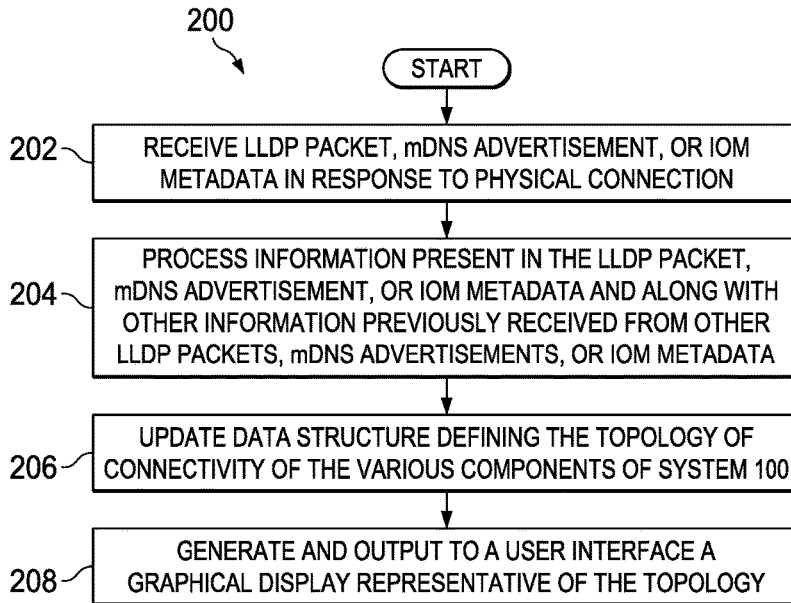 200
START
202
RECEIVE LLDP PACKET, mDNS ADVERTISEMENT, OR IOM
METADATA IN RESPONSE TO PHYSICAL CONNECTION
204
PROCESS INFORMATION PRESENT IN THE LLDP PACKET,
mDNS ADVERTISEMENT, OR IOM METADATA AND ALONG WITH
OTHER INFORMATION PREVIOUSLY RECEIVED FROM OTHER
LLDP PACKETS, mDNS ADVERTISEMENTS, OR IOM METADATA
206
UPDATE DATA STRUCTURE DEFINING THE TOPOLOGY OF
CONNECTIVITY OF THE VARIOUS COMPONENTS OF SYSTEM 100
208
GENERATE AND OUTPUT TO A USER INTERFACE A
GRAPHICAL DISPLAY REPRESENTATIVE OF THE TOPOLOGY